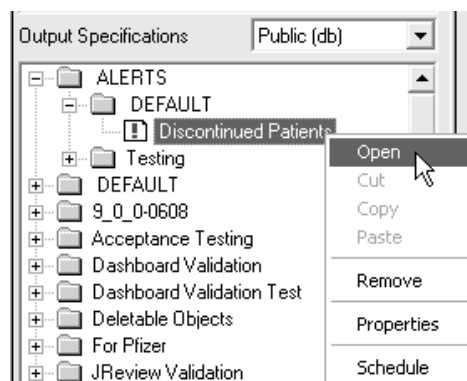 Output Specifications Public (db)
ALERTS
DEFAULT
Discontinued Patients
Testing
DEFAULT
9_0_0-0608
Acceptance Testing
Dashboard Validation
Dashboard Validation Test
Deletable Objects
For Pfizer
JReview Validation
Open
Cut
Copy
Paste
Remove
Properties
Schedule